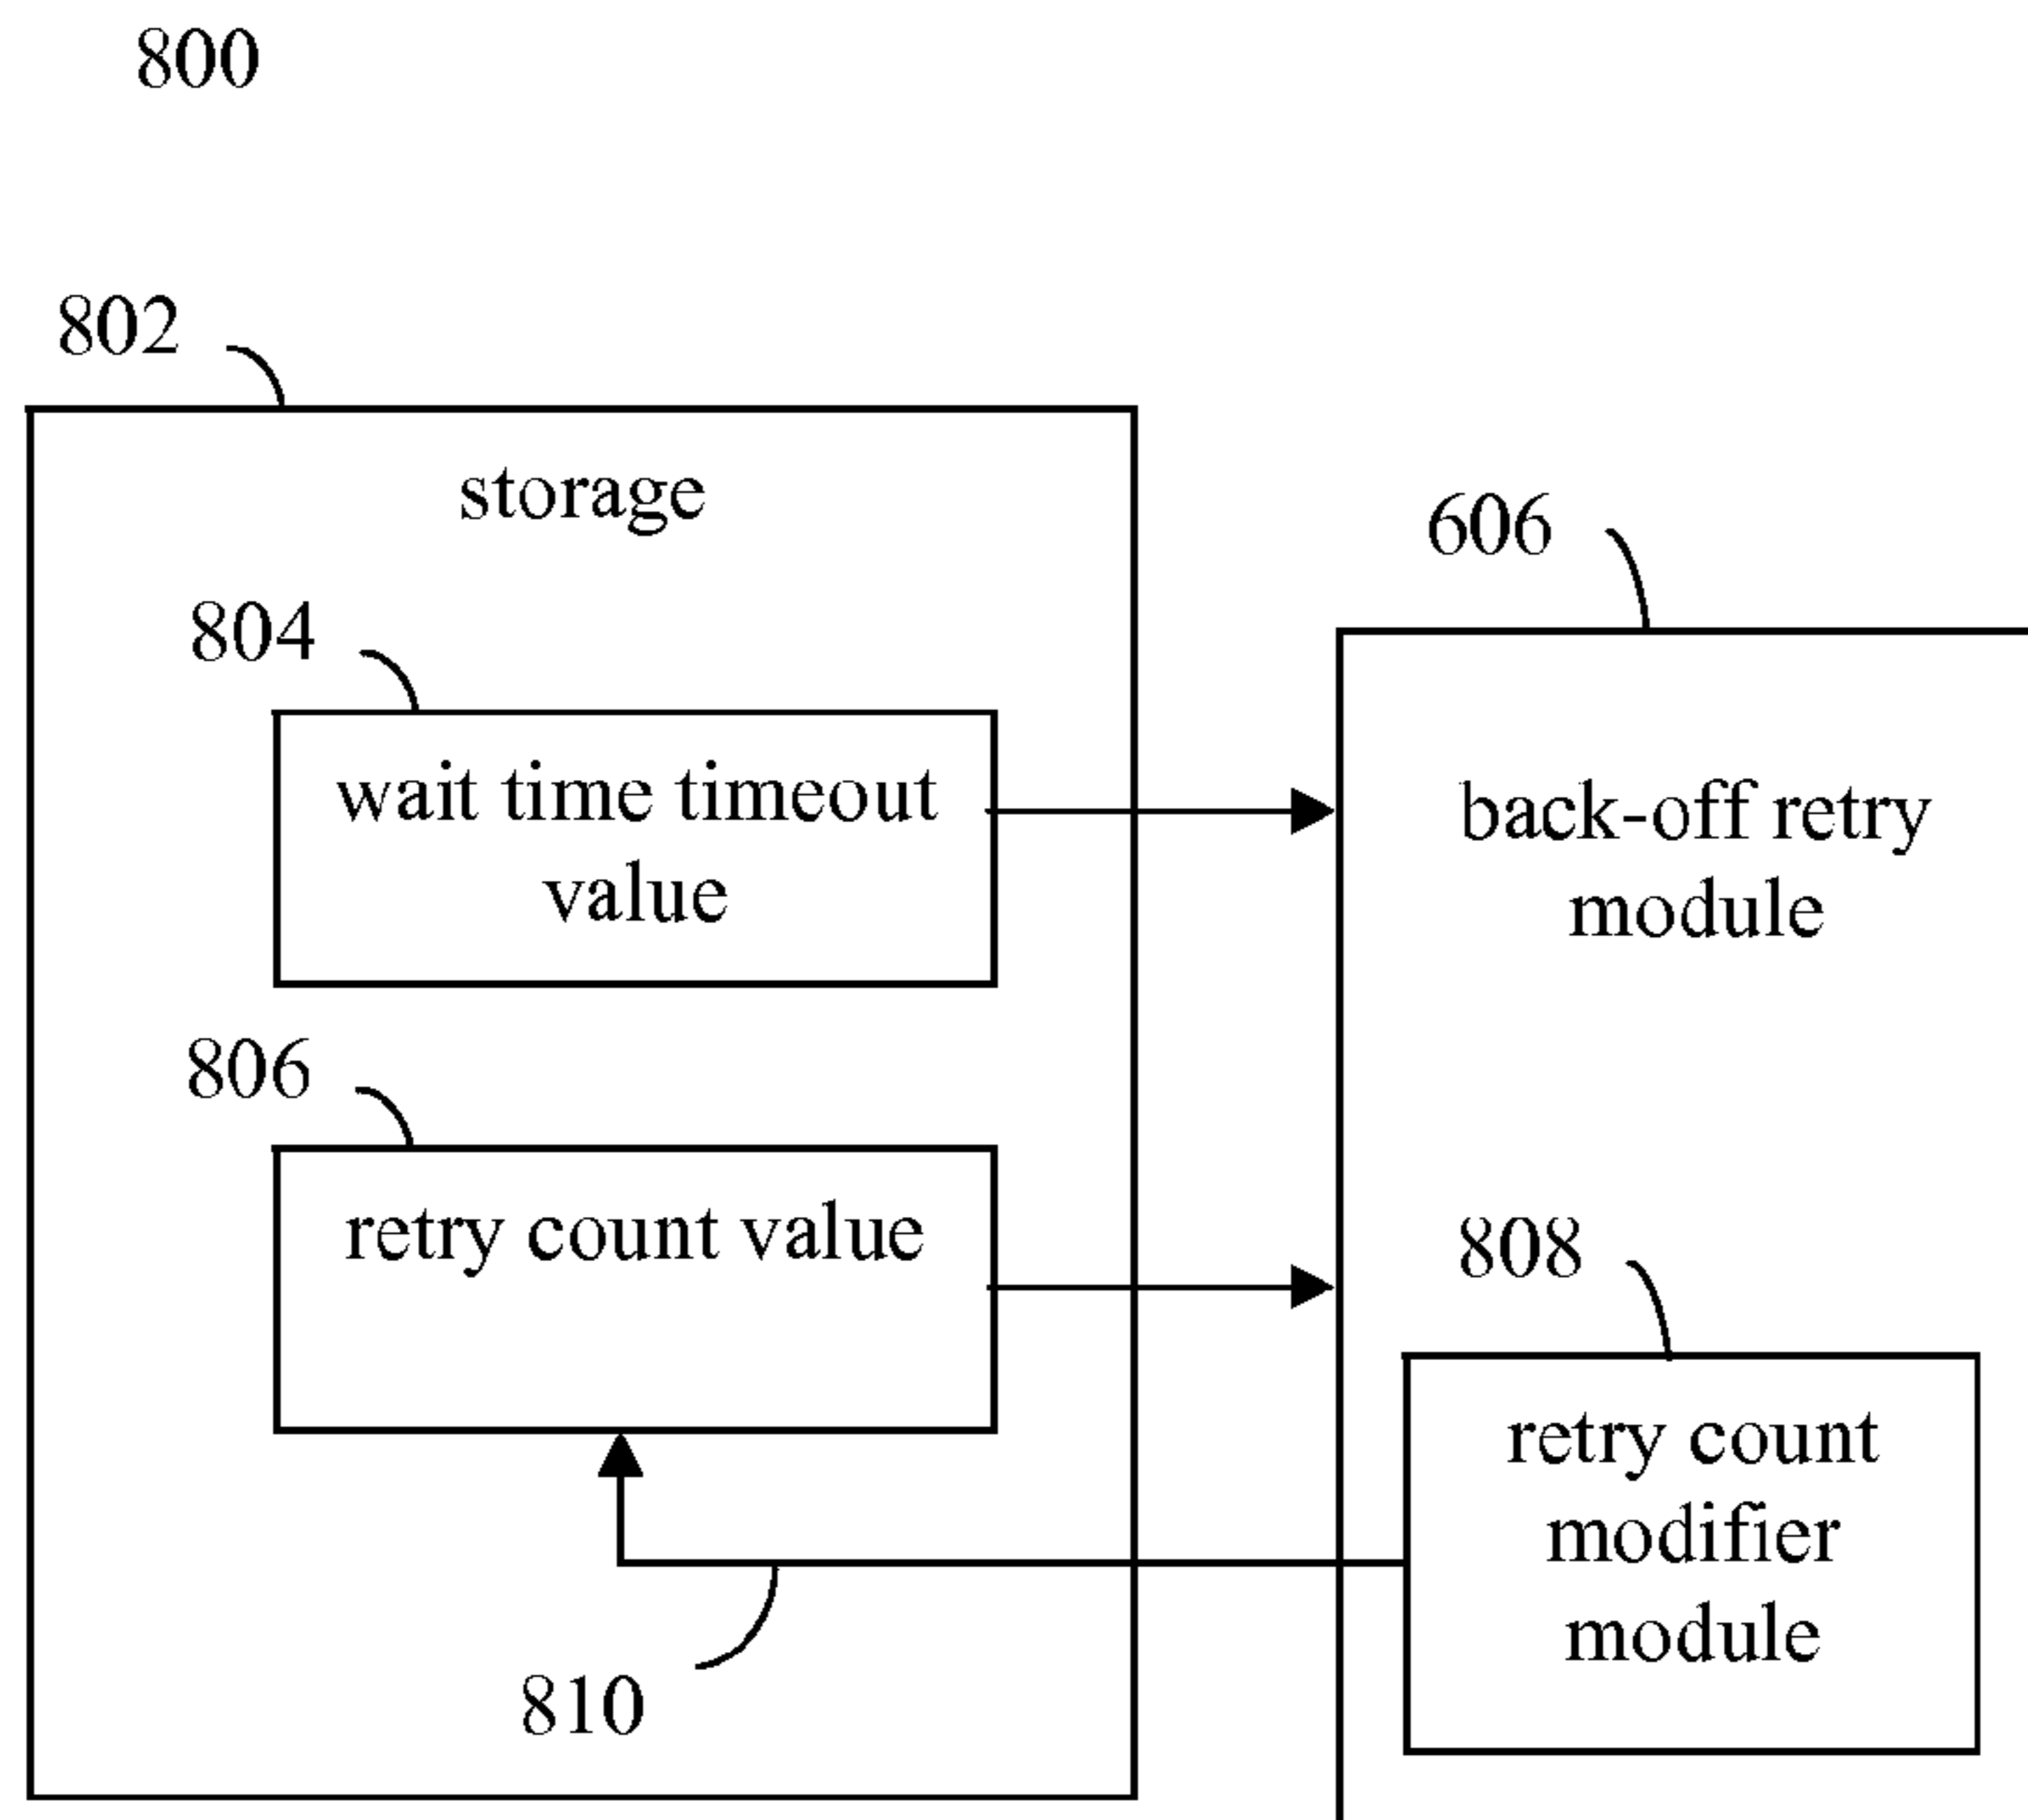 800
802
storage
606
804
wait time timeout
value
back-off retry
module
806
retry count value
808
retry count
modifier
module
810